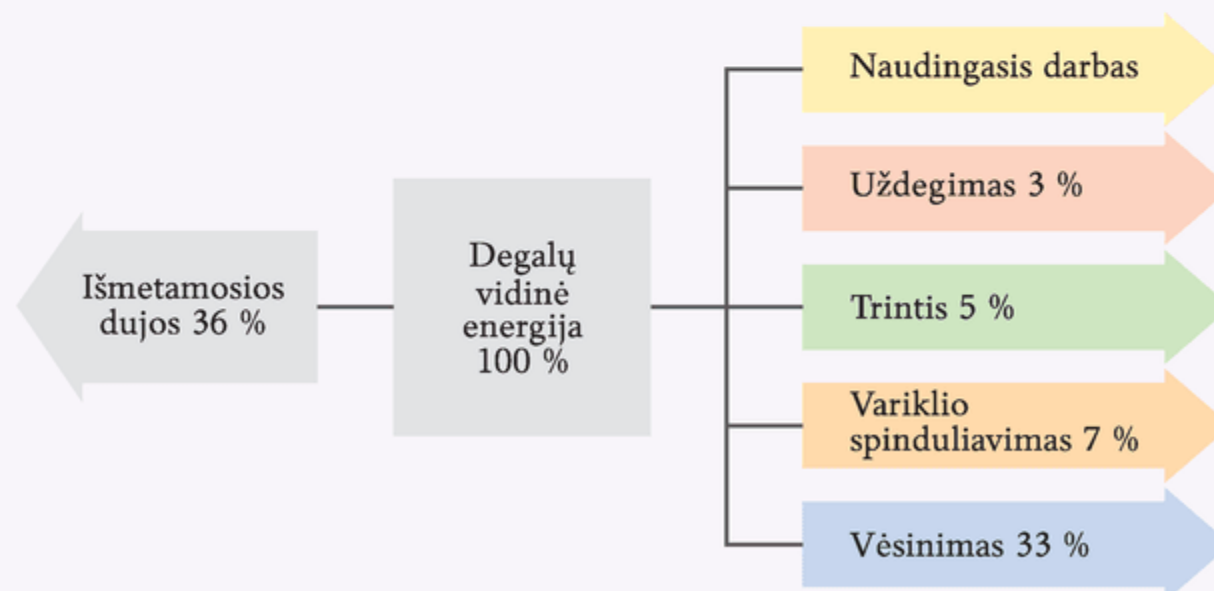 Išmetamosios
dujos 36 %
Degalų
vidinė
energija
100 %
Naudingasis darbas
Uždegimas 3 %
Trintis 5 %
Variklio
spinduliavimas 7 %
Vėsinimas 33 %